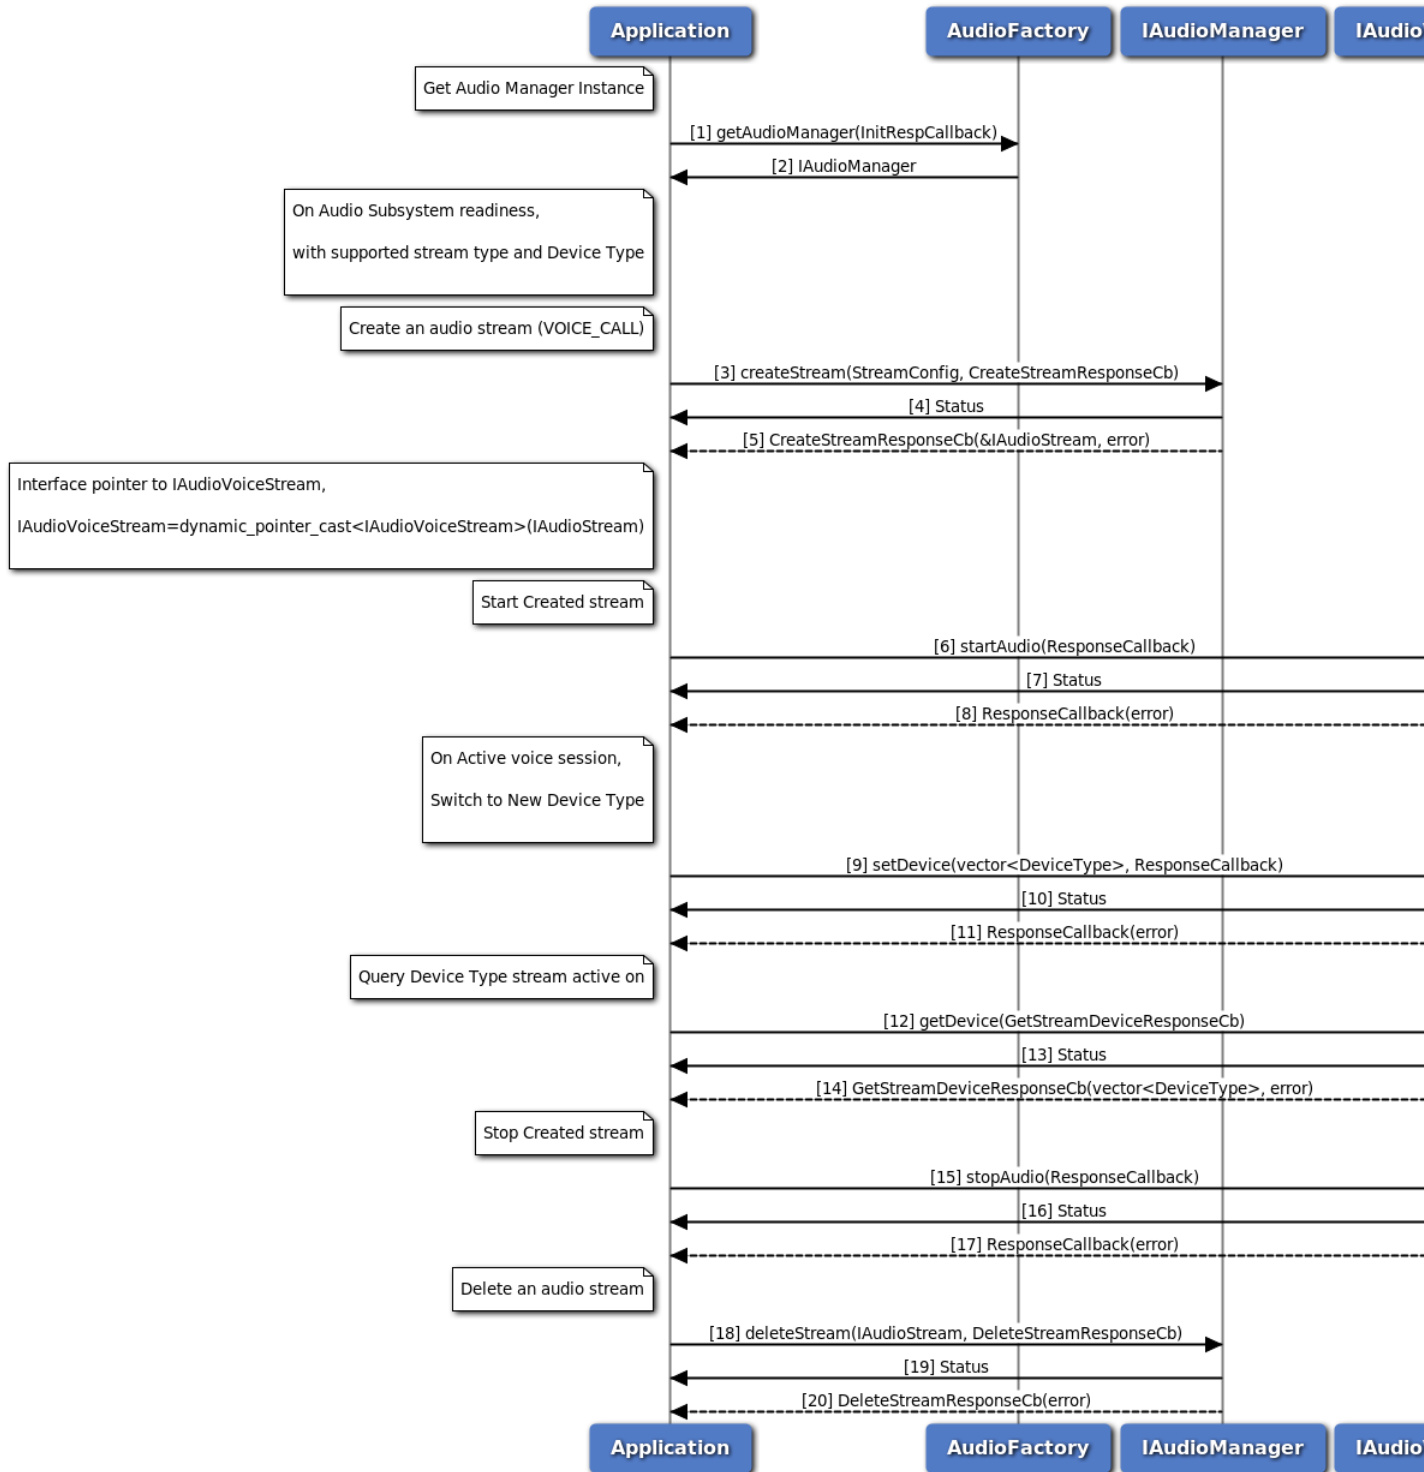 Application
AudioFactory
IAudioManager
Get Audio Manager Instance
[1] getAudioManager(InitRespCallback)
[2] IAudioManager
On Audio Subsystem readiness,
with supported stream type and Device Type
Create an audio stream (VOICE_CALL)
[3] createStream(StreamConfig, CreateStreamResponseCb)
[4] Status
[5] CreateStreamResponseCb(&IAudioStream, error)
Interface pointer to IAudioVoiceStream,
IAudioVoiceStream=dynamic_pointer_cast<IAudioVoiceStream>(IAudioStream)
Start Created stream
[6] startAudio(ResponseCallback)
[7] Status
[8] ResponseCallback(error)
On Active voice session,
Switch to New Device Type
[9] setDevice(vector<DeviceType>, ResponseCallback)
[10] Status
[11] ResponseCallback(error)
Query Device Type stream active on
[12] getDevice(GetStreamDeviceResponseCb)
[13] Status
[14] GetStreamDeviceResponseCb(vector<DeviceType>, error)
Stop Created stream
[15] stopAudio(ResponseCallback)
[16] Status
[17] ResponseCallback(error)
Delete an audio stream
[18] deleteStream(IAudioStream, DeleteStreamResponseCb)
[19] Status
[20] DeleteStreamResponseCb(error)
Application
AudioFactory
IAudioManager